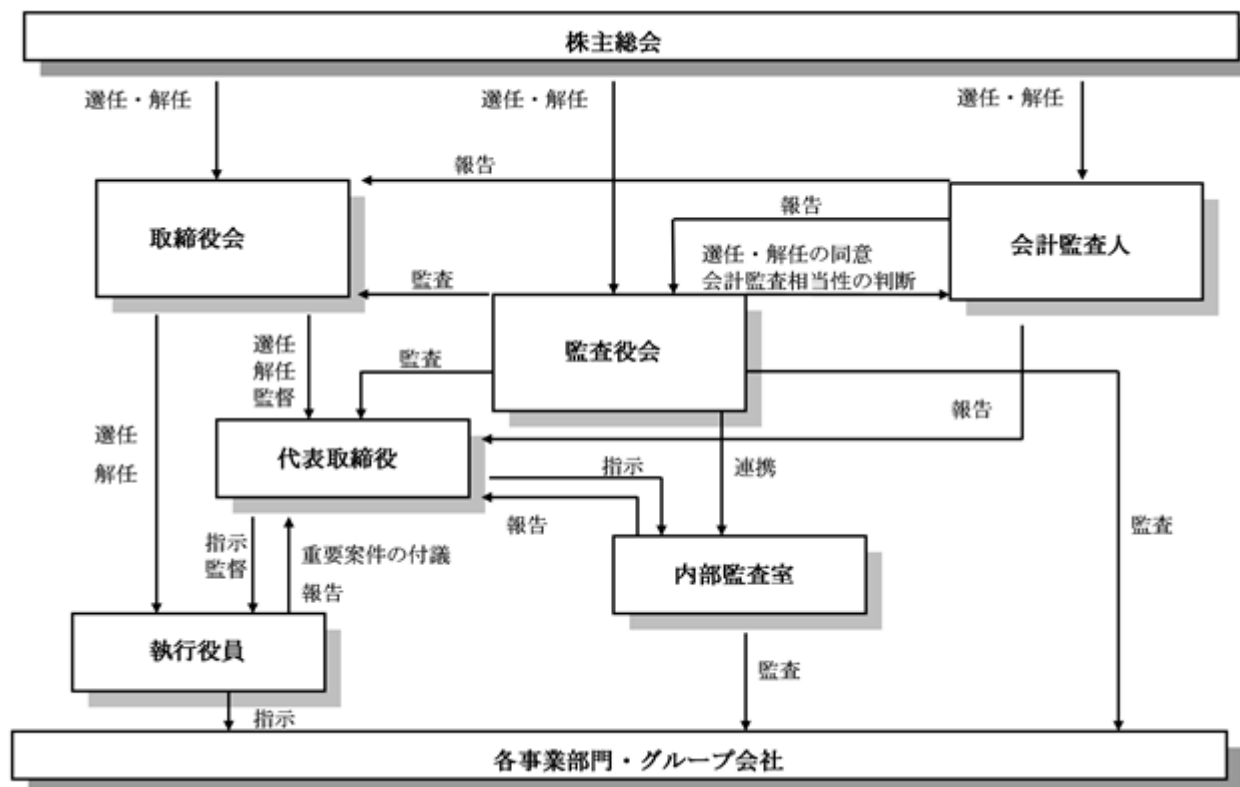 株主総会
選任・解任
選任・解任
選任・解任
報告
報告
取締役会
会計監査人
選任・解任の同意
会計監査相当性の判断
監査
監査役会
選任
解任
監督
監査
報告
選任
解任
代表取締役
指示
連携
報告
監査
指示
監督
重要案件の付議
報告
内部監査室
執行役員
監査
指示
各事業部門・グループ会社